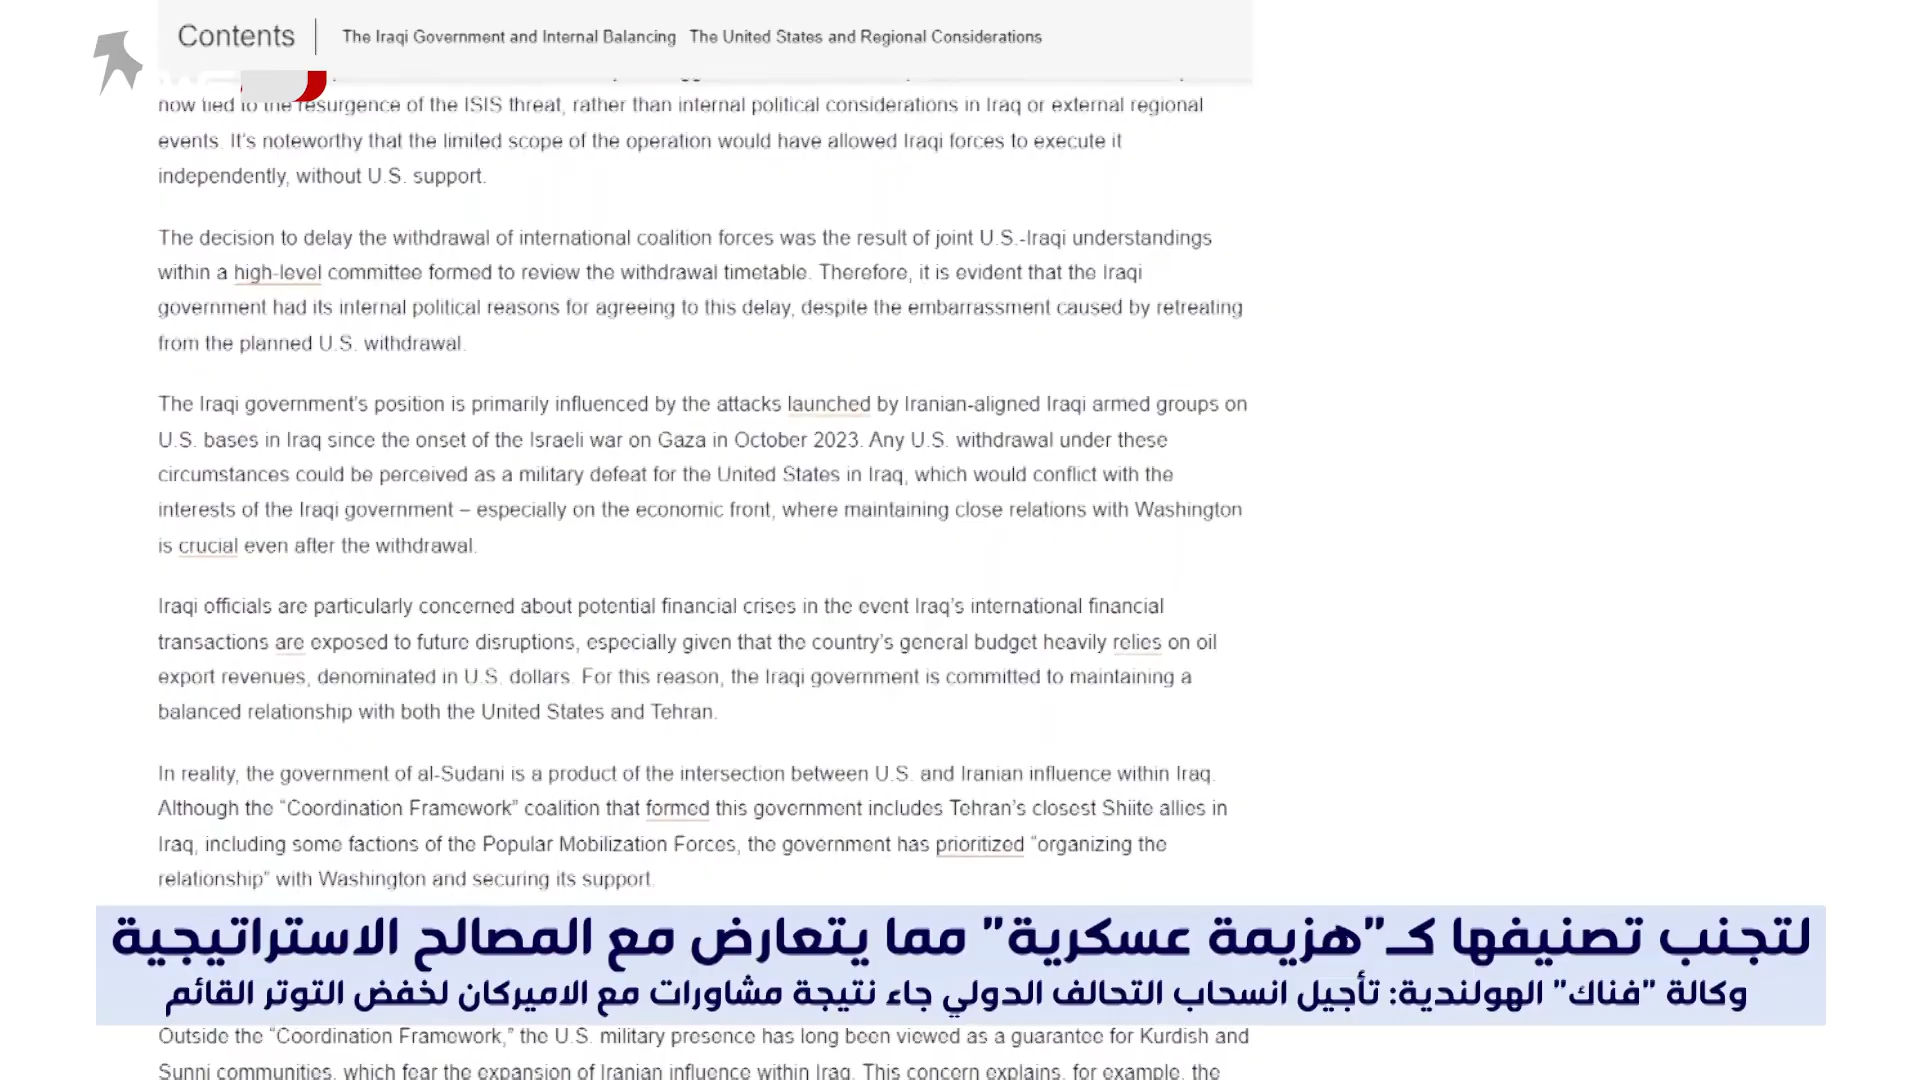 Contents
The Iraqi Government and Internal Balancing The United States and Regional Considerations
now tied to the resurgence of the ISIS threat, rather than internal political considerations in Iraq or external regional
events. It's noteworthy that the limited scope of the operation would have allowed Iraqi forces to execute it
independently, without U.S. support.
The decision to delay the withdrawal of international coalition forces was the result of joint U.S.-Iraqi understandings
within a high-level committee formed to review the withdrawal timetable. Therefore, it is evident that the Iraqi
government had its internal political reasons for agreeing to this delay, despite the embarrassment caused by retreating
from the planned U.S. withdrawal.
The Iraqi government's position is primarily influenced by the attacks launched by Iranian-aligned Iraqi armed groups on
U.S. bases in Iraq since the onset of the Israeli war on Gaza in October 2023. Any U.S. withdrawal under these
circumstances could be perceived as a military defeat for the United States in Iraq, which would conflict with the
interests of the Iraqi government – especially on the economic front, where maintaining close relations with Washington
is crucial even after the withdrawal.
Iraqi officials are particularly concerned about potential financial crises in the event Iraq's international financial
transactions are exposed to future disruptions, especially given that the country's general budget heavily relies on oil
export revenues, denominated in U.S. dollars. For this reason, the Iraqi government is committed to maintaining a
balanced relationship with both the United States and Tehran.
In reality, the government of al-Sudani is a product of the intersection between U.S. and Iranian influence within Iraq.
Although the “Coordination Framework” coalition that formed this government includes Tehran's closest Shiite allies in
Iraq, including some factions of the Popular Mobilization Forces, the government has prioritized “organizing the
relationship” with Washington and securing its support.
لتجنب تصنيفها كـ"هزيمة عسكرية" مما يتعارض مع المصالح الاستراتيجية
وكالة "فناك" الهولندية: تأجيل انسحاب التحالف الدولي جاء نتيجة مشاورات مع الاميركان لخفض التوتر القائم
Outside the “Coordination Framework,” the U.S. military presence has long been viewed as a guarantee for Kurdish and
Sunni communities, which fear the expansion of Iranian influence within Iraq. This concern explains, for example, the